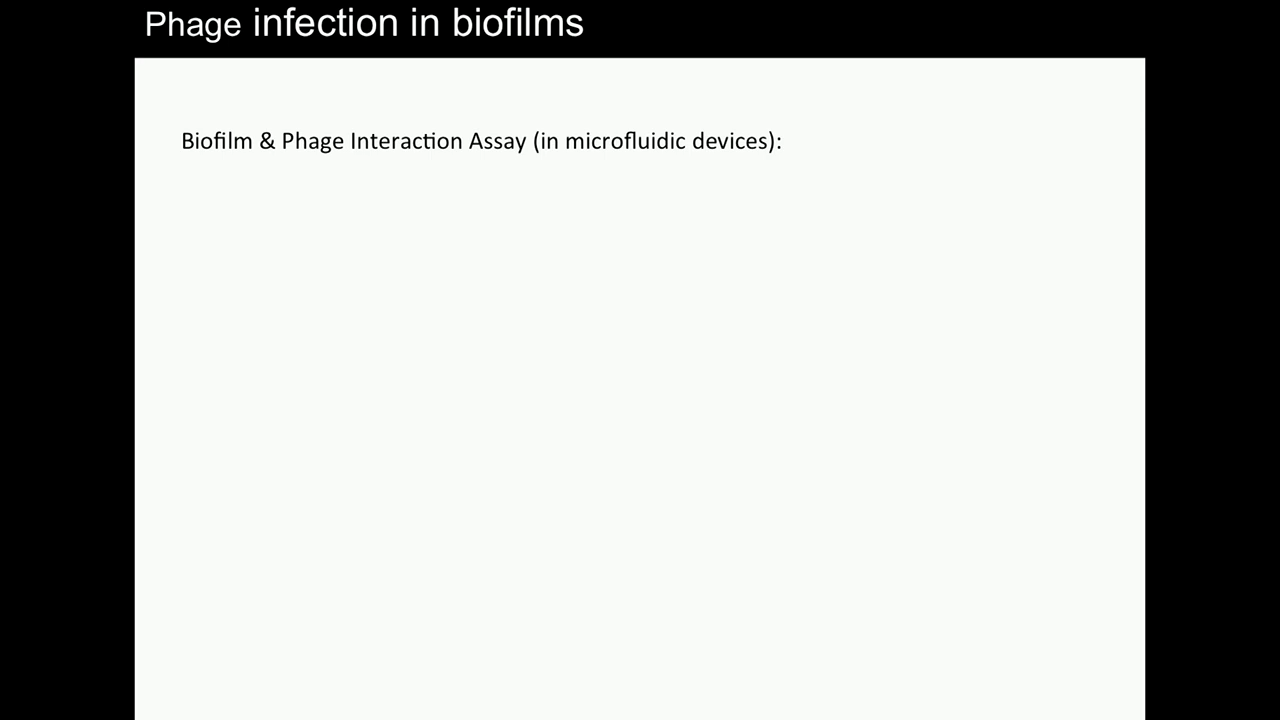 Phage infection in biofilms
Biofilm & Phage Interaction Assay (in microfluidic devices):